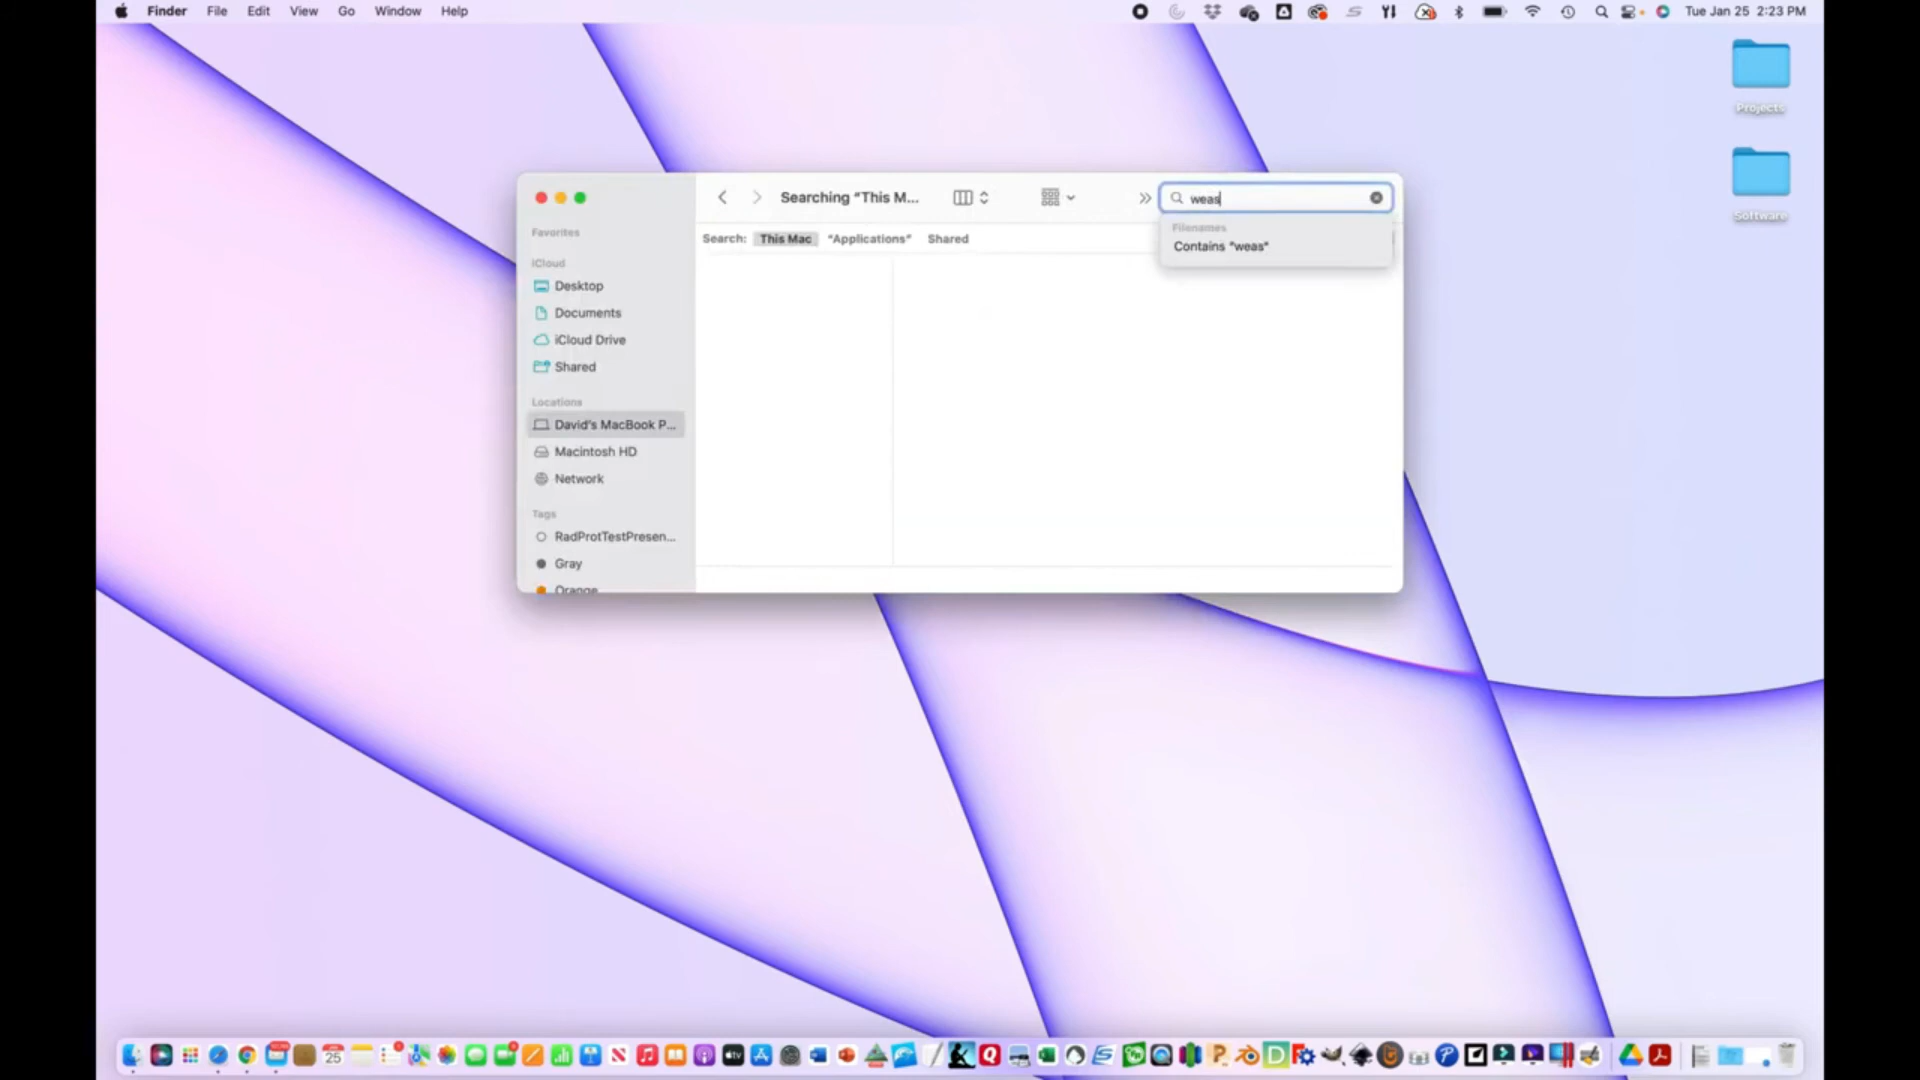 Finder File Edit View Go Window Help Tue Jan 25 2:23 PM
Projects
Software
Searching “This M... weas
Filenames
Contains “weas”
Search: This Mac “Applications” Shared
Favorites
iCloud
Desktop
Documents
iCloud Drive
Shared
Locations
David's MacBook P...
Macintosh HD
Network
Tags
RadProtTestPresen...
Gray
Orange
25